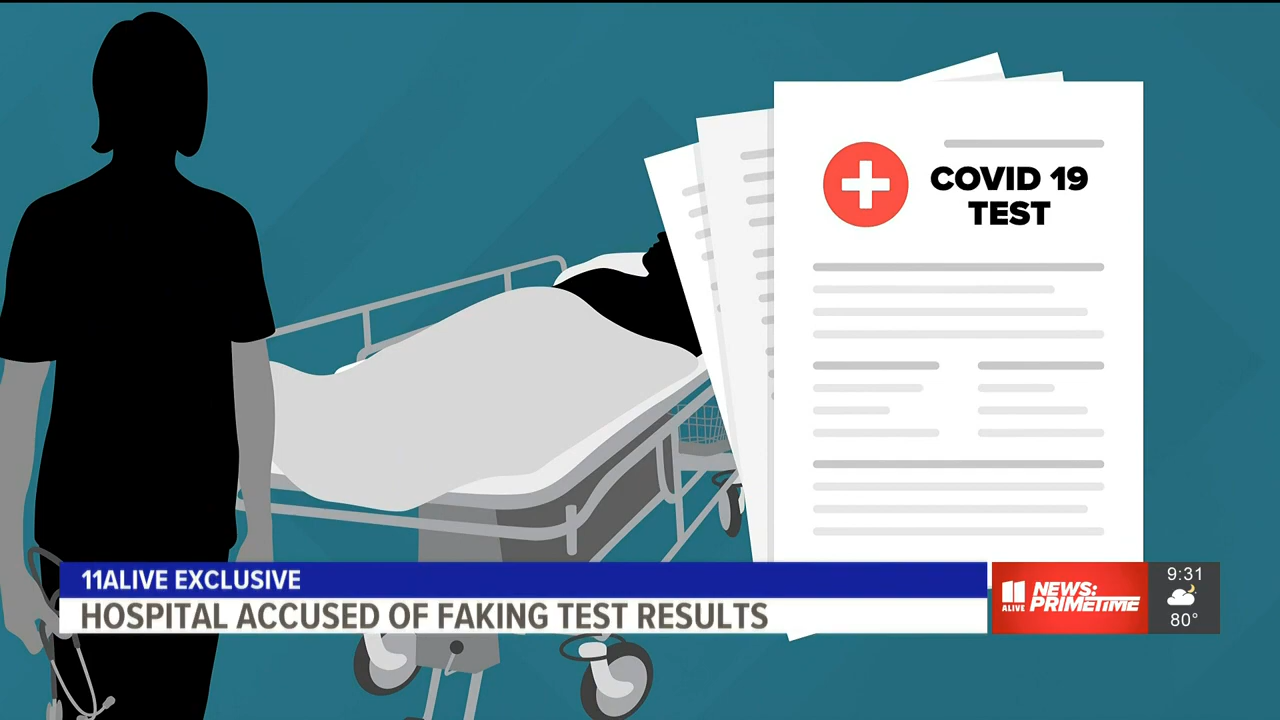 COVID 19
TEST
11ALIVE EXCLUSIVE
HOSPITAL ACCUSED OF FAKING TEST RESULTS
11
ALIVE
NEWS:
PRIMETIME
9:31
80°